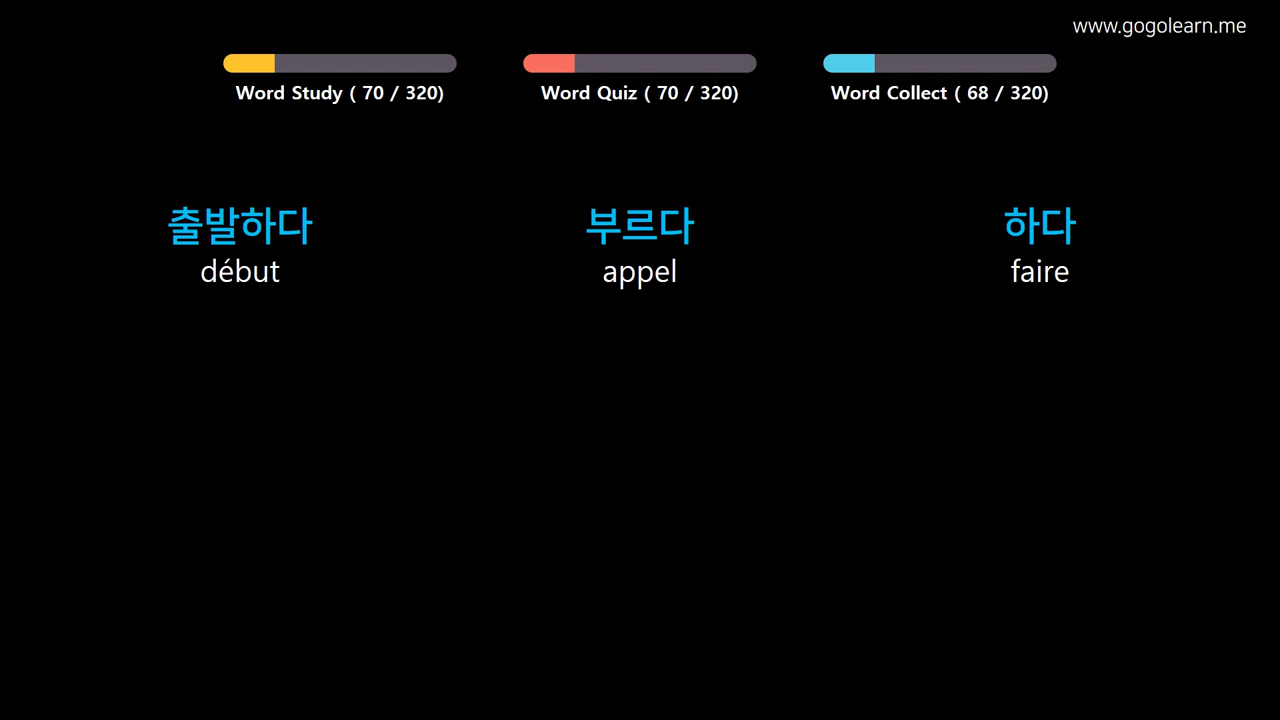 www.gogolearn.me
Word Study ( 70 / 320)
Word Quiz ( 70 / 320)
Word Collect ( 68 / 320)
출발하다
début
부르다
appel
하다
faire